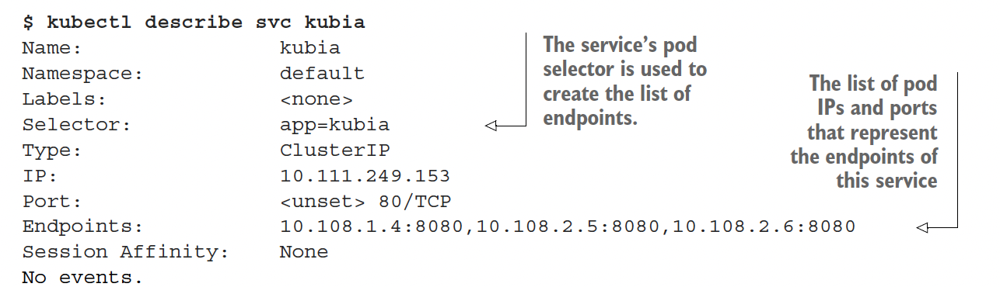 $ kubectl describe svc kubia
Name: kubia
Namespace: default
Labels: <none>
Selector: app=kubia
Type: ClusterIP
IP: 10.111.249.153
Port: <unset> 80/TCP
Endpoints: 10.108.1.4:8080,10.108.2.5:8080,10.108.2.6:8080
Session Affinity: None
No events.
The service’s pod
selector is used to
create the list of
endpoints.
The list of pod
IPs and ports
that represent
the endpoints of
this service